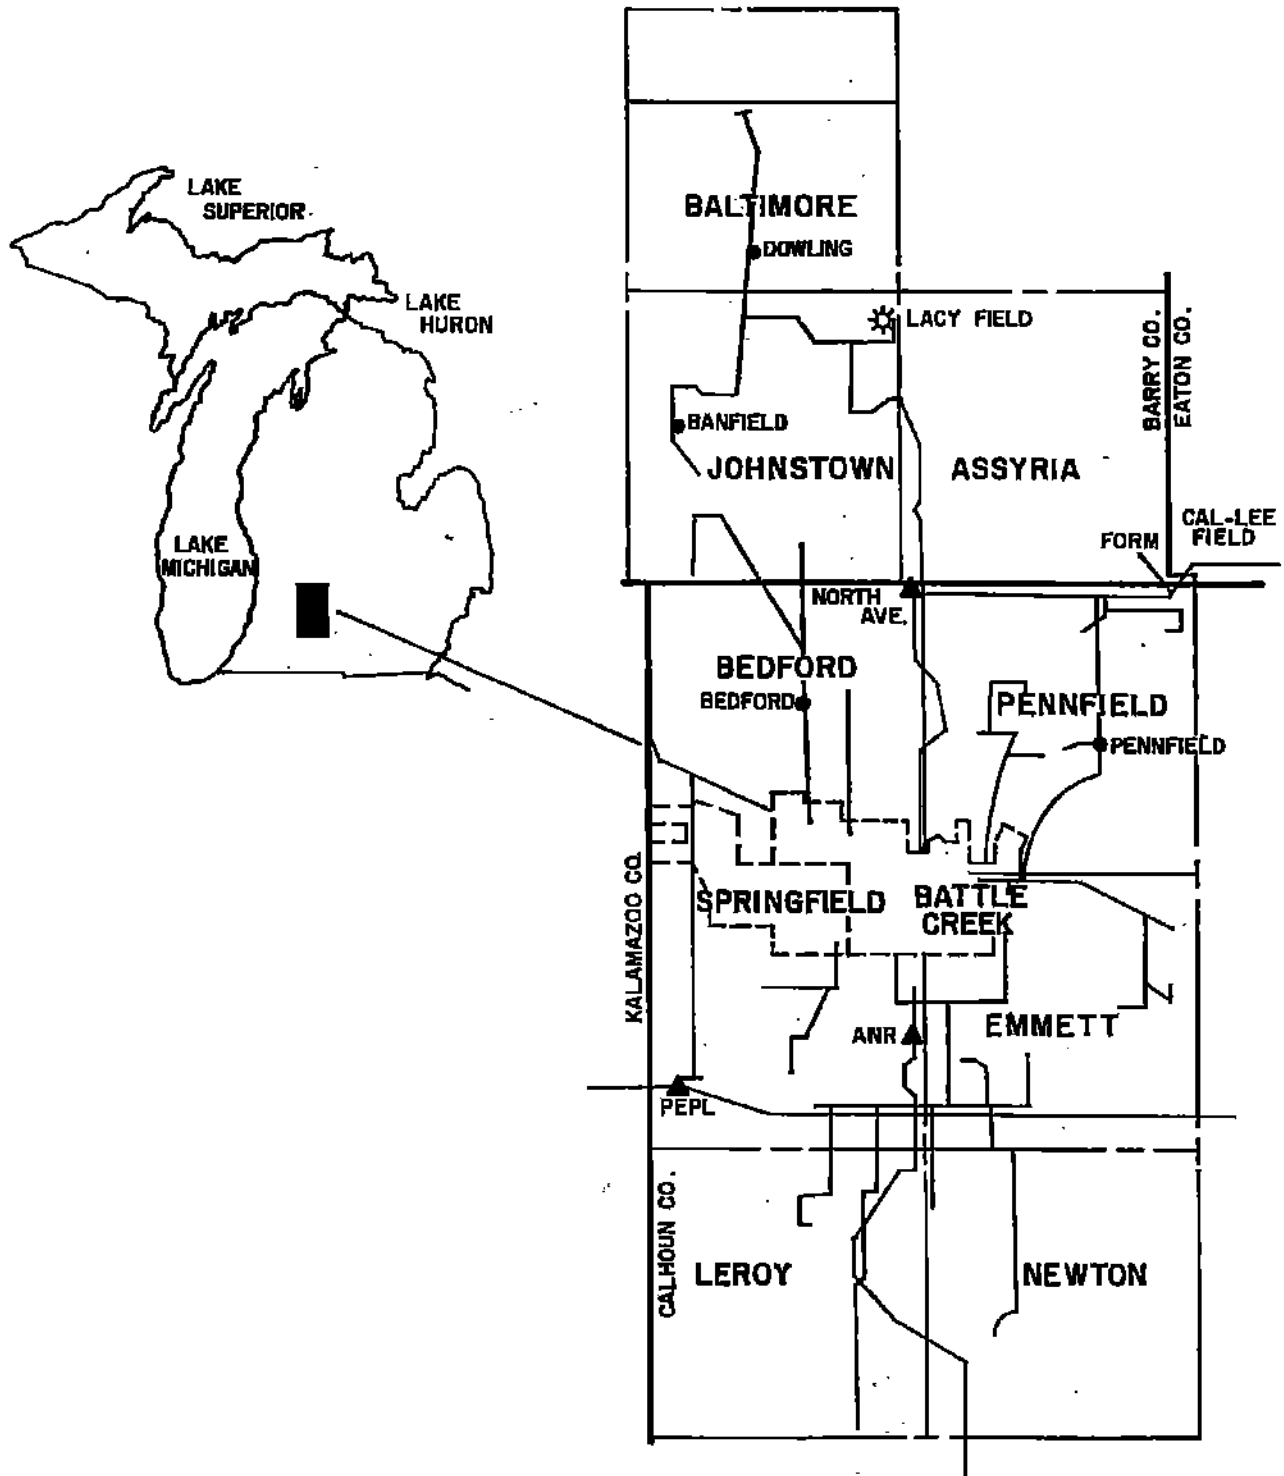 LAKE
SUPERIOR
LAKE
HURON
LAKE
MICHIGAN
BALTIMORE
DOWLING
LACY FIELD
BARRY CO.
EATON CO.
BANFIELD
JOHNSTOWN
ASSYRIA
CAL-LEE
FIELD
FORM
NORTH
AVE.
BEDFORD
BEDFORD
PENNFIELD
PENNFIELD
KALAMAZOO CO.
SPRINGFIELD
BATTLE
CREEK
ANR
EMMETT
PEPL
CALHOUN CO.
LEROY
NEWTON